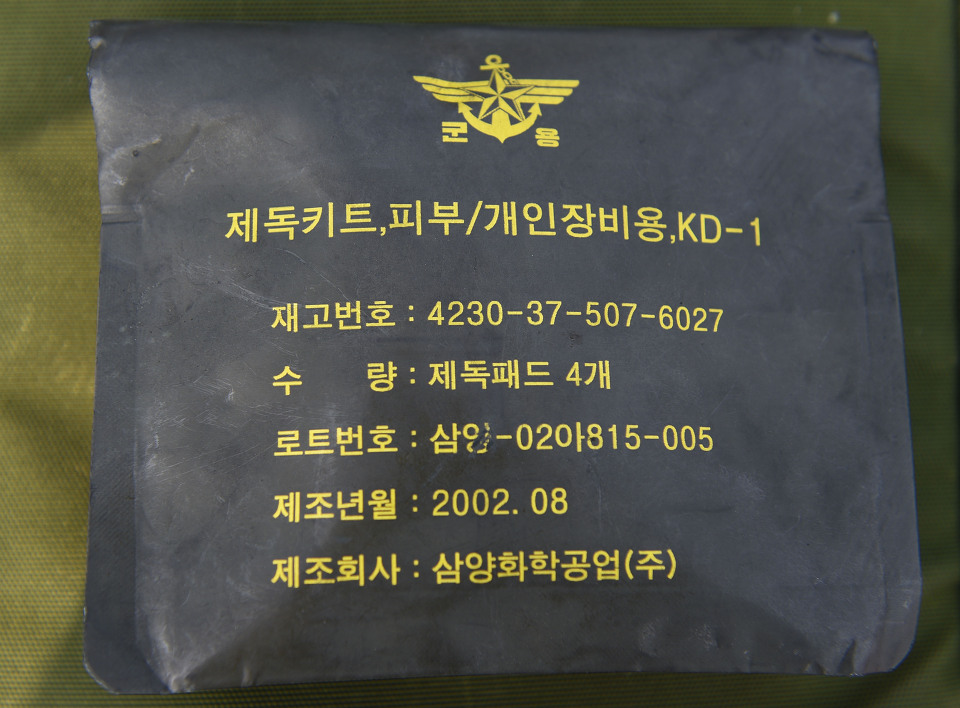 군 용
제독키트,피부/개인장비용,KD-1
재고번호 : 4230-37-507-6027
수 량 : 제독패드 4개
로트번호 : 삼양-02아815-005
제조년월 : 2002. 08
제조회사 : 삼양화학공업(주)